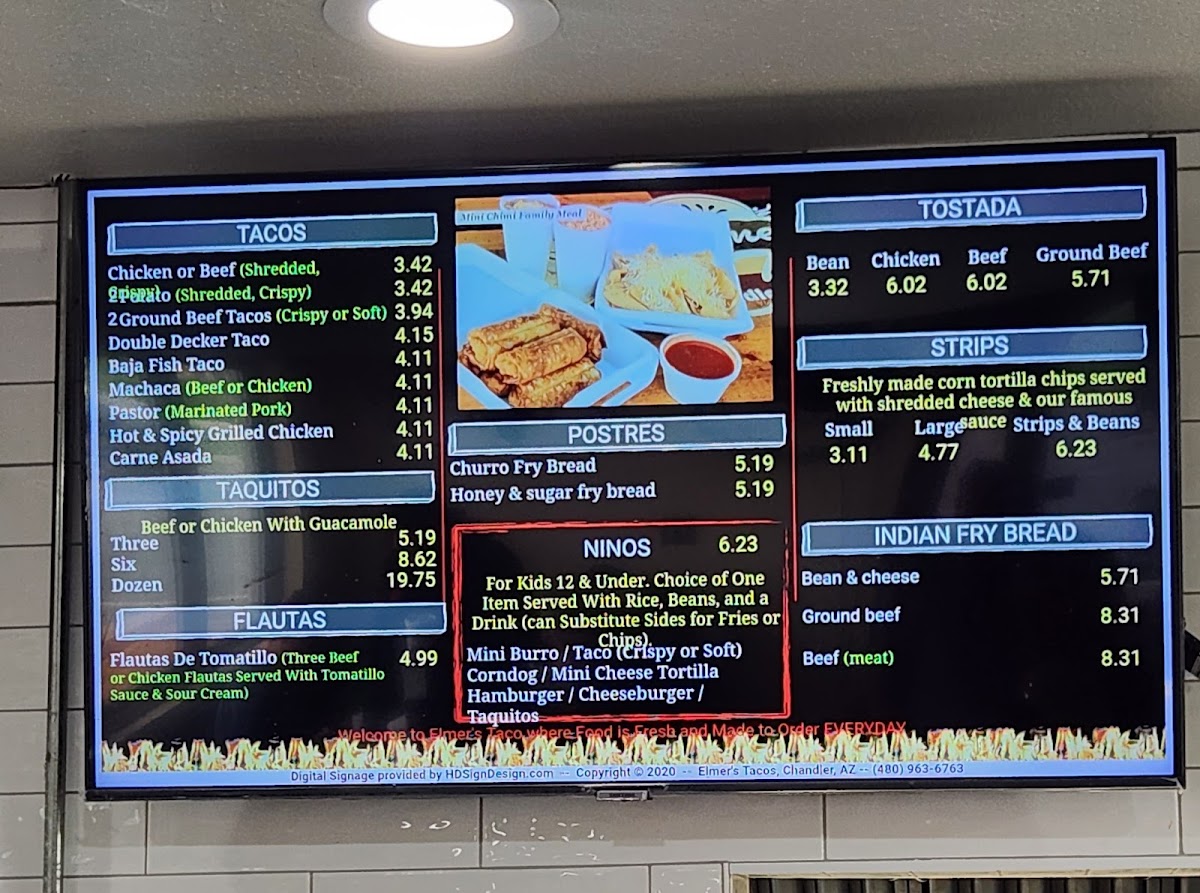 TACOS
Chicken or Beef (Shredded, 3.42
Crispy)
2 Potato (Shredded, Crispy) 3.42
2 Ground Beef Tacos (Crispy or Soft) 3.94
Double Decker Taco 4.15
Baja Fish Taco 4.11
Machaca (Beef or Chicken) 4.11
Pastor (Marinated Pork) 4.11
Hot & Spicy Grilled Chicken 4.11
Carne Asada 4.11
TAQUITOS
Beef or Chicken With Guacamole
Three 5.19
Six 8.62
Dozen 19.75
FLAUTAS
Flautas De Tomatillo (Three Beef 4.99
or Chicken Flautas Served With Tomatillo
Sauce & Sour Cream)
Mini Chimi Family Meal
POSTRES
Churro Fry Bread 5.19
Honey & sugar fry bread 5.19
NINOS 6.23
For Kids 12 & Under. Choice of One
Item Served With Rice, Beans, and a
Drink (can Substitute Sides for Fries or
Chips).
Mini Burro / Taco (Crispy or Soft)
Corndog / Mini Cheese Tortilla
Hamburger / Cheeseburger /
Taquitos
TOSTADA
Bean Chicken Beef Ground Beef
3.32 6.02 6.02 5.71
STRIPS
Freshly made corn tortilla chips served
with shredded cheese & our famous
sauce
Small Large Strips & Beans
3.11 4.77 6.23
INDIAN FRY BREAD
Bean & cheese 5.71
Ground beef 8.31
Beef (meat) 8.31
Welcome to Elmer's Taco where Food is Fresh and Made to Order EVERYDAY
Digital Signage provided by HDSignDesign.com -- Copyright © 2020 -- Elmer's Tacos, Chandler, AZ -- (480) 963-6763